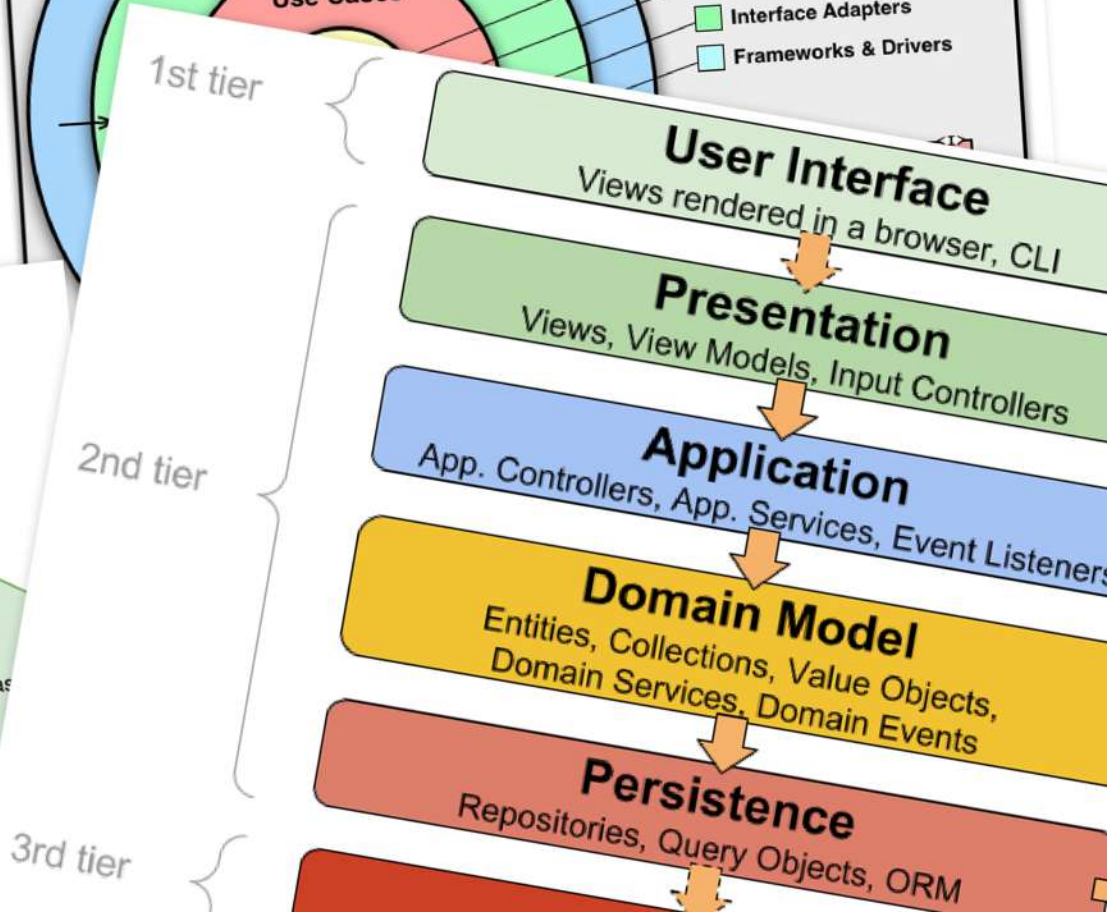 Use Cases
Interface Adapters
Frameworks & Drivers
1st tier
User Interface
Views rendered in a browser, CLI
Presentation
Views, View Models, Input Controllers
2nd tier
Application
App. Controllers, App. Services, Event Listeners
Domain Model
Entities, Collections, Value Objects,
Domain Services, Domain Events
Persistence
Repositories, Query Objects, ORM
3rd tier